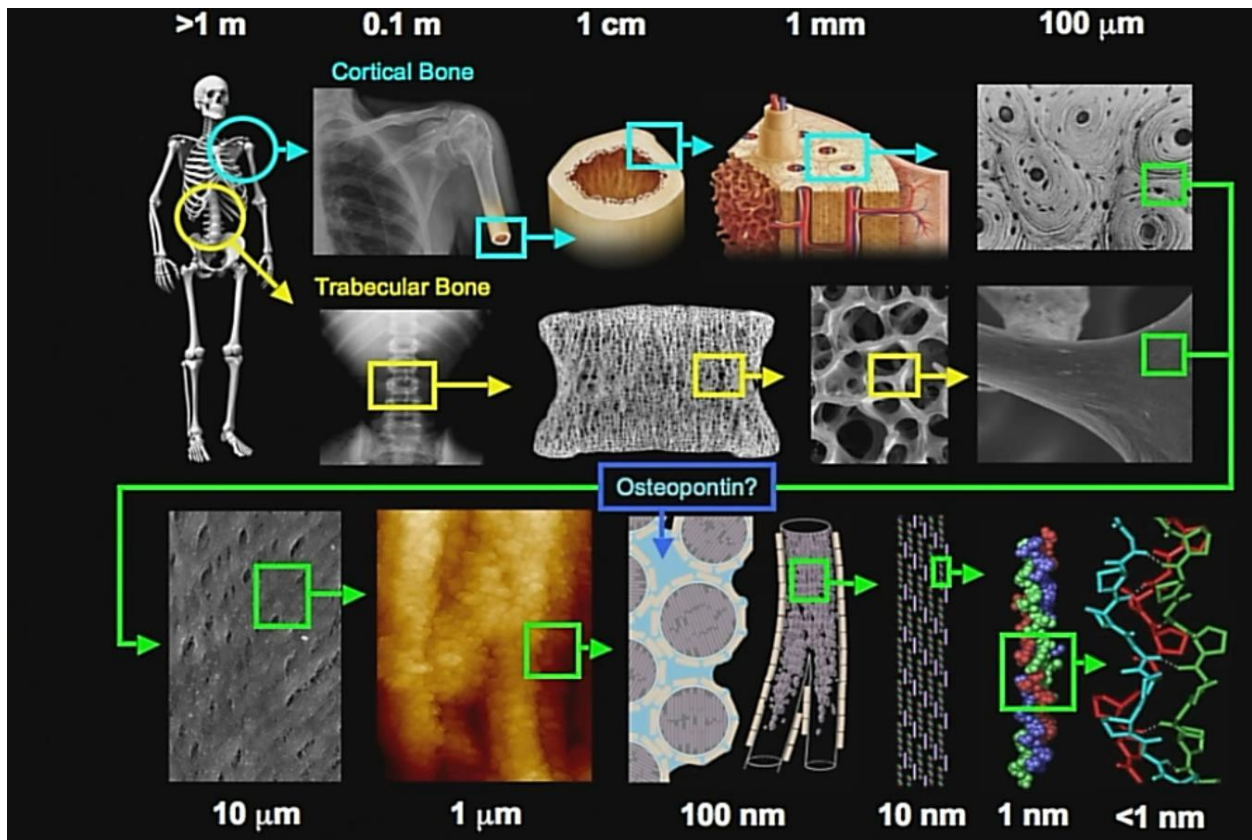 >1 m
0.1 m
1 cm
1 mm
100 μm
Cortical Bone
Trabecular Bone
Osteopontin?
10 μm
1 μm
100 nm
10 nm
1 nm
<1 nm